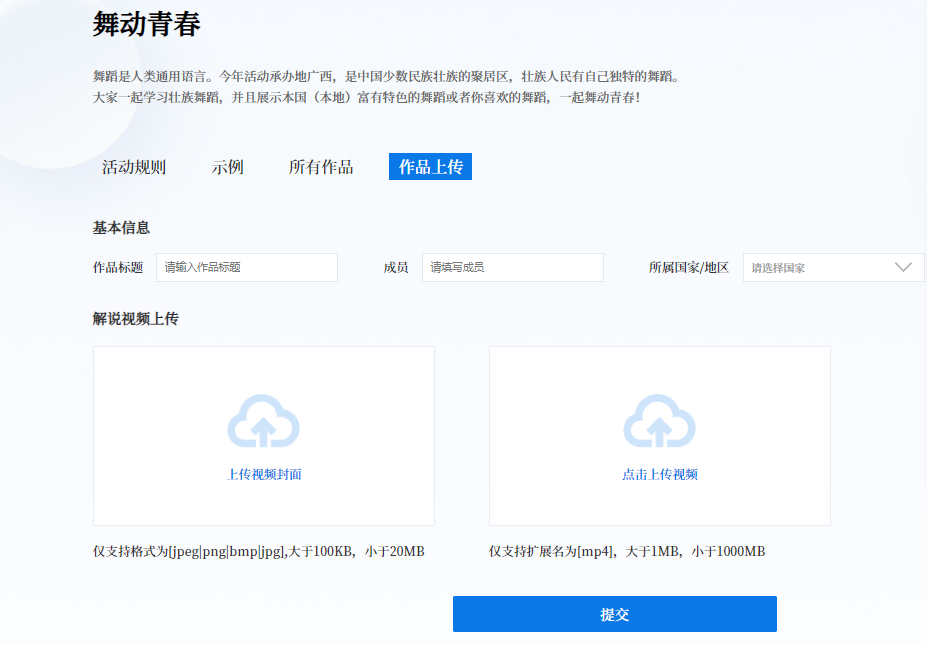 舞动青春
舞蹈是人类通用语言。今年活动承办地广西，是中国少数民族壮族的聚居区，壮族人民有自己独特的舞蹈。
大家一起学习壮族舞蹈，并且展示本国（本地）富有特色的舞蹈或者你喜欢的舞蹈，一起舞动青春！
活动规则 示例 所有作品 作品上传
基本信息
作品标题 请输入作品标题 成员 请填写成员 所属国家/地区 请选择国家
解说视频上传
上传视频封面 点击上传视频
仅支持格式为[jpeg|png|bmp|jpg],大于100KB，小于20MB 仅支持扩展名为[mp4]，大于1MB，小于1000MB
提交